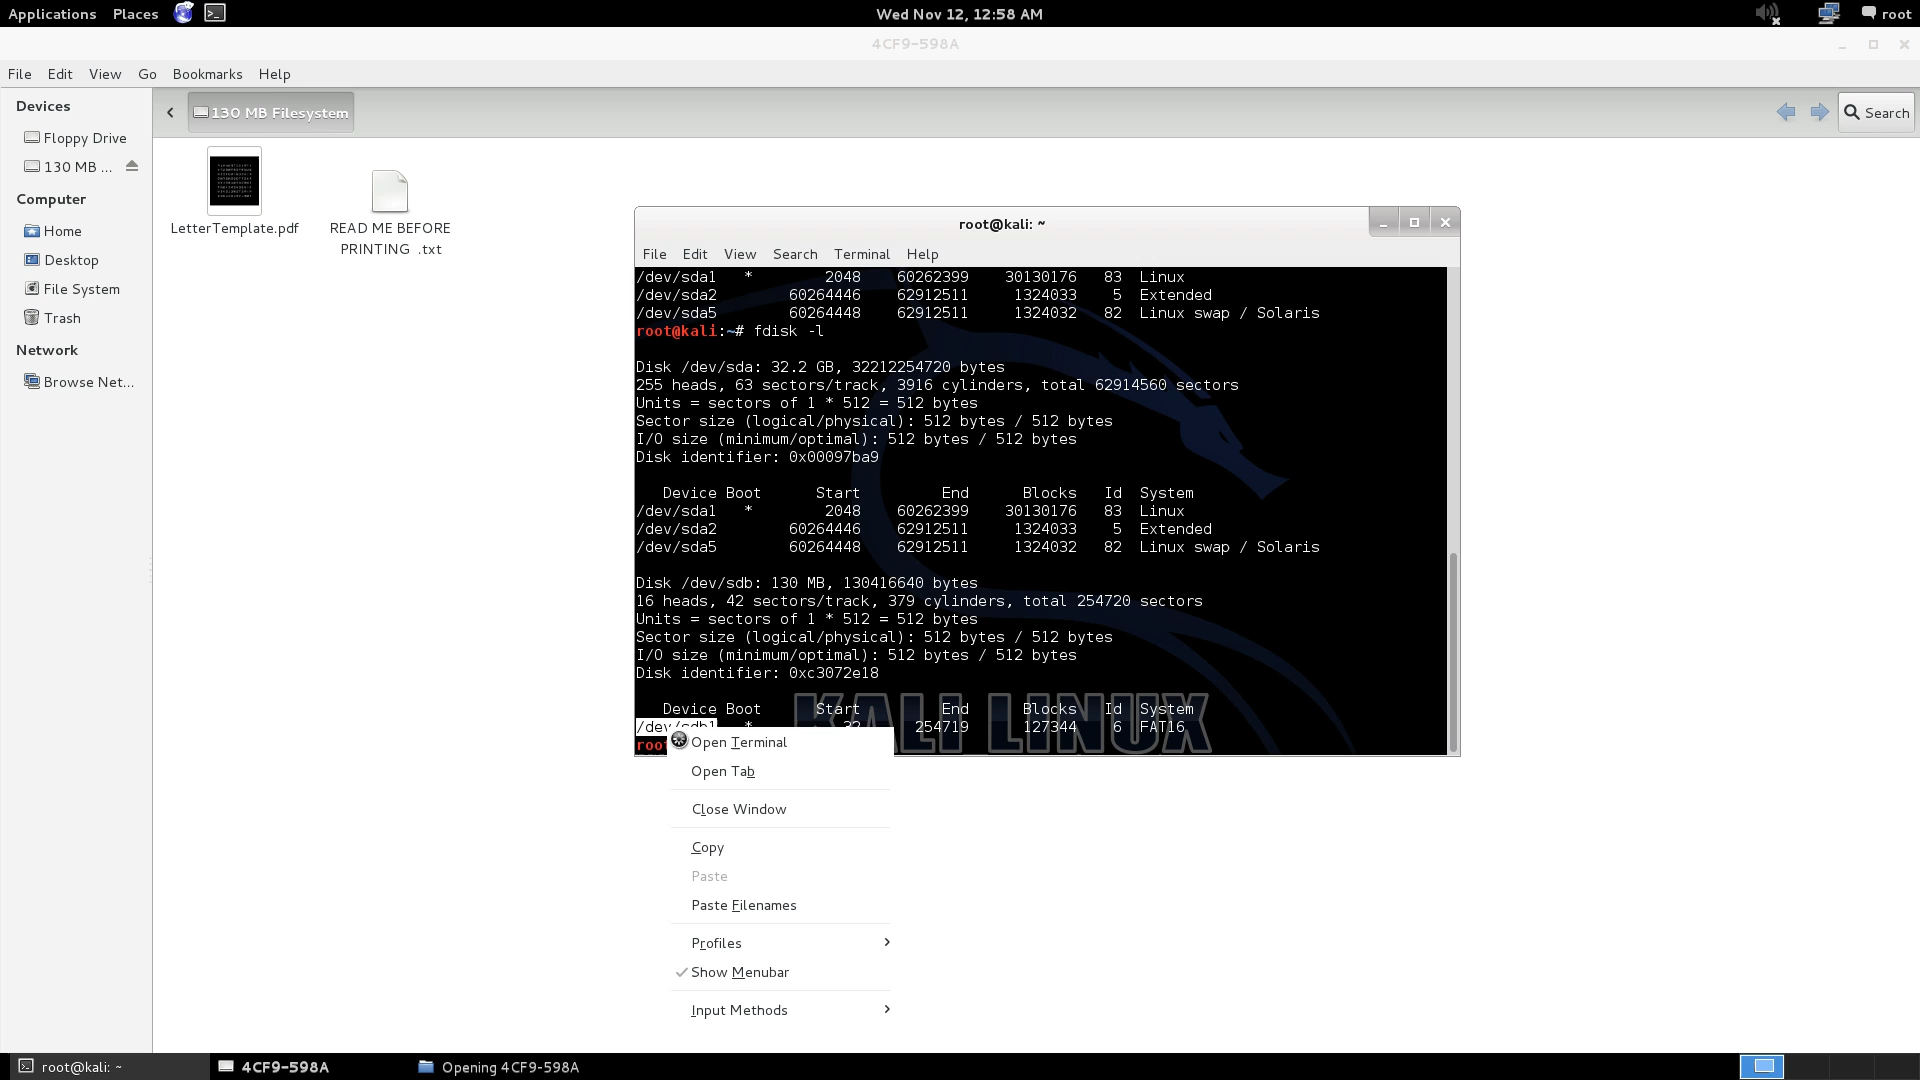 Applications Places Wed Nov 12, 12:58 AM root
4CF9-598A
File Edit View Go Bookmarks Help
Devices
Floppy Drive
130 MB ...
Computer
Home
Desktop
File System
Trash
Network
Browse Net...
130 MB Filesystem
Search
LetterTemplate.pdf
READ ME BEFORE
PRINTING .txt
root@kali: ~
File Edit View Search Terminal Help
/dev/sda1 * 2048 60262399 30130176 83 Linux
/dev/sda2 60264446 62912511 1324033 5 Extended
/dev/sda5 60264448 62912511 1324032 82 Linux swap / Solaris
root@kali:~# fdisk -l
Disk /dev/sda: 32.2 GB, 32212254720 bytes
255 heads, 63 sectors/track, 3916 cylinders, total 62914560 sectors
Units = sectors of 1 * 512 = 512 bytes
Sector size (logical/physical): 512 bytes / 512 bytes
I/O size (minimum/optimal): 512 bytes / 512 bytes
Disk identifier: 0x00097ba9
Device Boot Start End Blocks Id System
/dev/sda1 * 2048 60262399 30130176 83 Linux
/dev/sda2 60264446 62912511 1324033 5 Extended
/dev/sda5 60264448 62912511 1324032 82 Linux swap / Solaris
Disk /dev/sdb: 130 MB, 130416640 bytes
16 heads, 42 sectors/track, 379 cylinders, total 254720 sectors
Units = sectors of 1 * 512 = 512 bytes
Sector size (logical/physical): 512 bytes / 512 bytes
I/O size (minimum/optimal): 512 bytes / 512 bytes
Disk identifier: 0xc3072e18
Device Boot Start End Blocks Id System
/dev/sdb1 * 32 254719 127344 6 FAT16
root
KALI LINUX
Open Terminal
Open Tab
Close Window
Copy
Paste
Paste Filenames
Profiles
Show Menubar
Input Methods
root@kali: ~
4CF9-598A
Opening 4CF9-598A